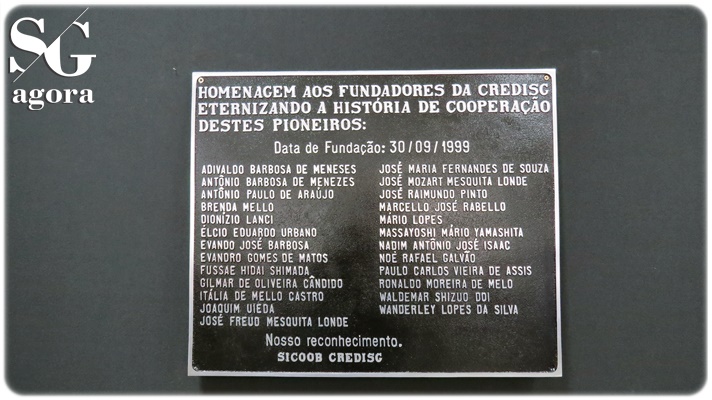 SG
agora
HOMENAGEM AOS FUNDADORES DA CREDISG
ETERNIZANDO A HISTÓRIA DE COOPERAÇÃO
DESTES PIONEIROS:
Data de Fundação: 30/09/1999
ADIVALDO BARBOSA DE MENESES
ANTÔNIO BARBOSA DE MENEZES
ANTÔNIO PAULO DE ARAÚJO
BRENDA MELLO
DIONÍZIO LANCI
ÉLCIO EDUARDO URBANO
EVANDO JOSÉ BARBOSA
EVANDRO GOMES DE MATOS
FUSSAE HIDAI SHIMADA
GILMAR DE OLIVEIRA CÂNDIDO
ITÁLIA DE MELLO CASTRO
JOAQUIM UIEDA
JOSÉ FREUD MESQUITA LONDE
JOSÉ MARIA FERNANDES DE SOUZA
JOSÉ MOZART MESQUITA LONDE
JOSÉ RAIMUNDO PINTO
MARCELLO JOSÉ RABELLO
MÁRIO LOPES
MASSAYOSHI MÁRIO YAMASHITA
NADIM ANTÔNIO JOSÉ ISAAC
NOÉ RAFAEL GALVÃO
PAULO CARLOS VIEIRA DE ASSIS
RONALDO MOREIRA DE MELO
WALDEMAR SHIZUO DOI
WANDERLEY LOPES DA SILVA
Nosso reconhecimento.
SICOOB CREDISG